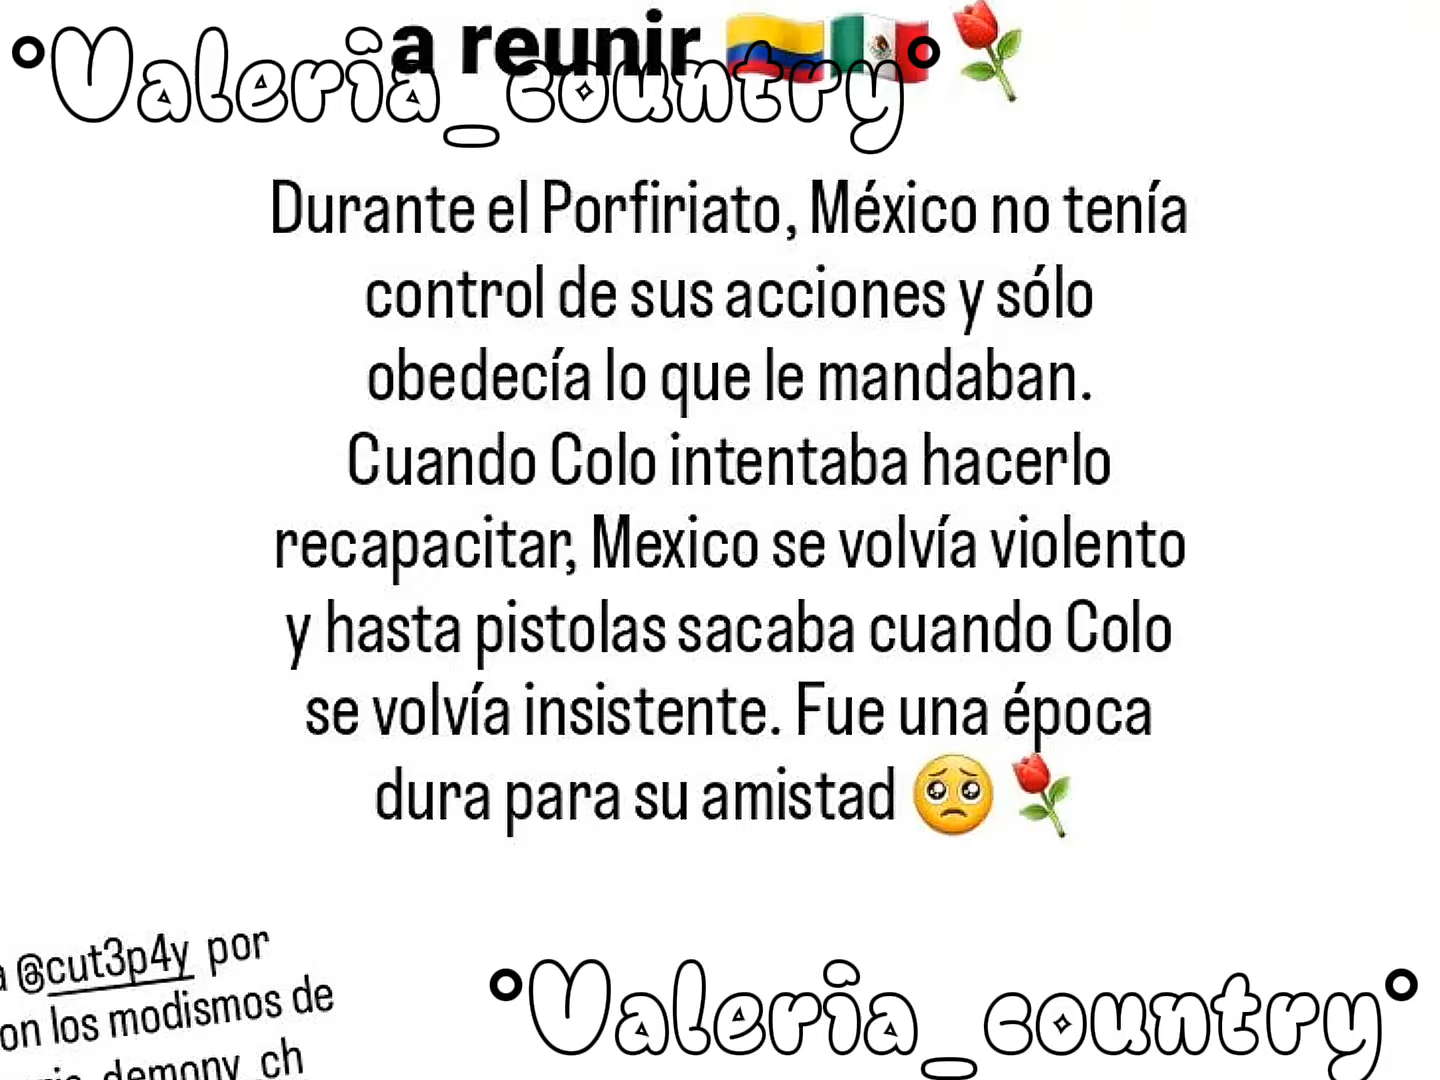 a reunir 🇨🇴🇲🇽🌹
°Valeria_country°
Durante el Porfiriato, México no tenía
control de sus acciones y sólo
obedecía lo que le mandaban.
Cuando Colo intentaba hacerlo
recapacitar, Mexico se volvía violento
y hasta pistolas sacaba cuando Colo
se volvía insistente. Fue una época
dura para su amistad 🥺🌹
a @cut3p4y por
on los modismos de
demony_ch
°Valeria_country°